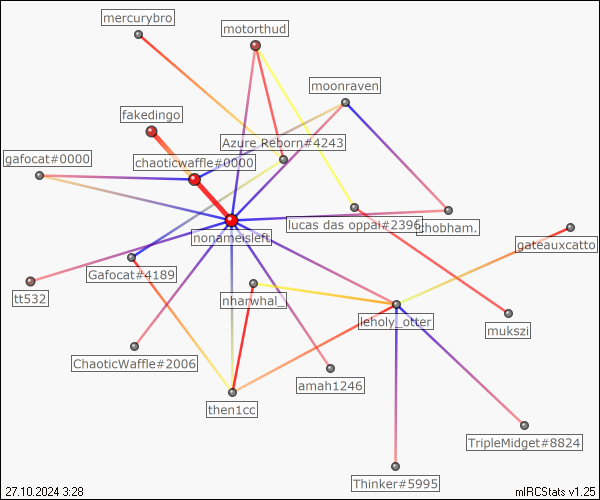 mercurybro
motorthud
moonraven
fakedingo
Azure Reborn#4243
gafocat#0000
chaoticwaffle#0000
lucas das oppai#2396
chobham.
nonameisleft
gateauxcatto
Gafocat#4189
tt532
nharwhal_
leholy_otter
mukszi
ChaoticWaffle#2006
amah1246
then1cc
TripleMidget#8824
Thinker#5995
27.10.2024 3:28
mIRCStats v1.25